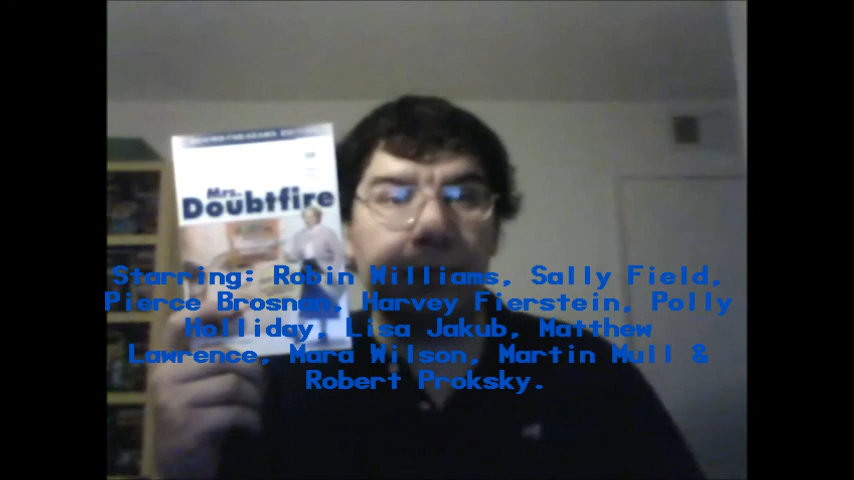 Mrs.
Doubtfire
Starring: Robin Williams, Sally Field,
Pierce Brosnan, Harvey Fierstein, Polly
Holliday, Lisa Jakub, Matthew
Lawrence, Mara Wilson, Martin Mull &
Robert Proksky.